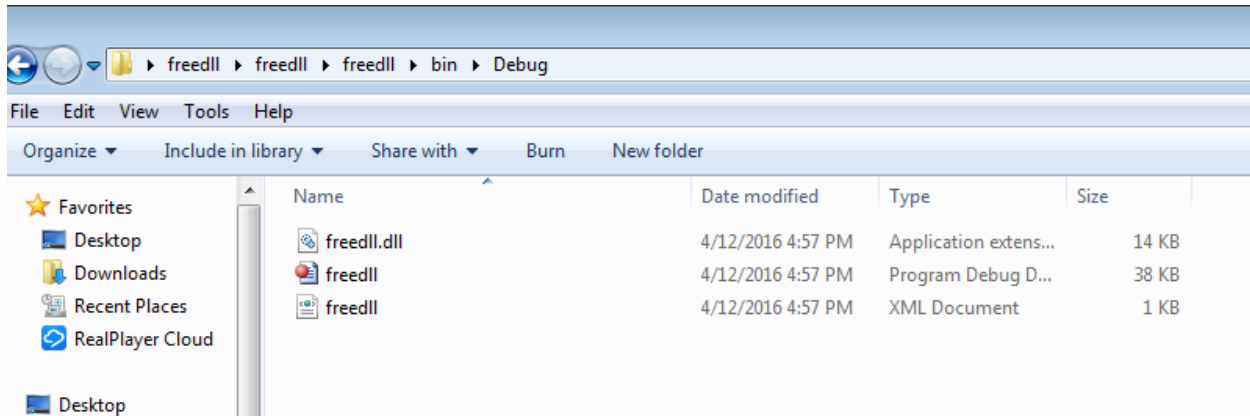 freedll freedll freedll bin Debug
File Edit View Tools Help
Organize Include in library Share with Burn New folder
Name Date modified Type Size
Favorites
Desktop
Downloads
Recent Places
RealPlayer Cloud
Desktop
freedll.dll 4/12/2016 4:57 PM Application extens... 14 KB
freedll 4/12/2016 4:57 PM Program Debug D... 38 KB
freedll 4/12/2016 4:57 PM XML Document 1 KB